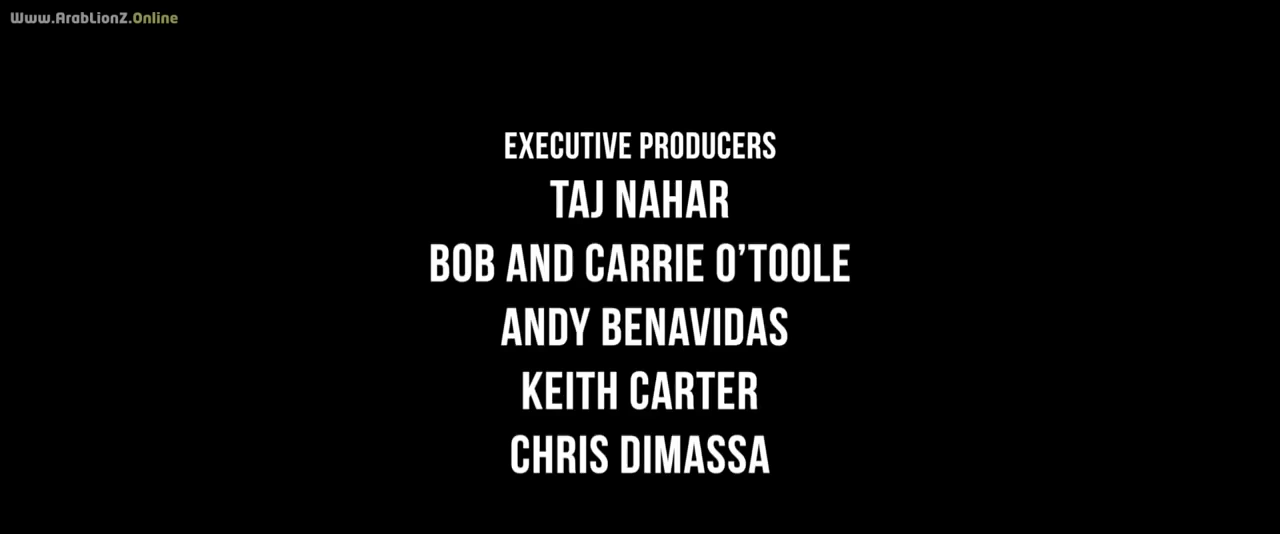 Www.ArabLionZ.Online
EXECUTIVE PRODUCERS
TAJ NAHAR
BOB AND CARRIE O’TOOLE
ANDY BENAVIDAS
KEITH CARTER
CHRIS DIMASSA